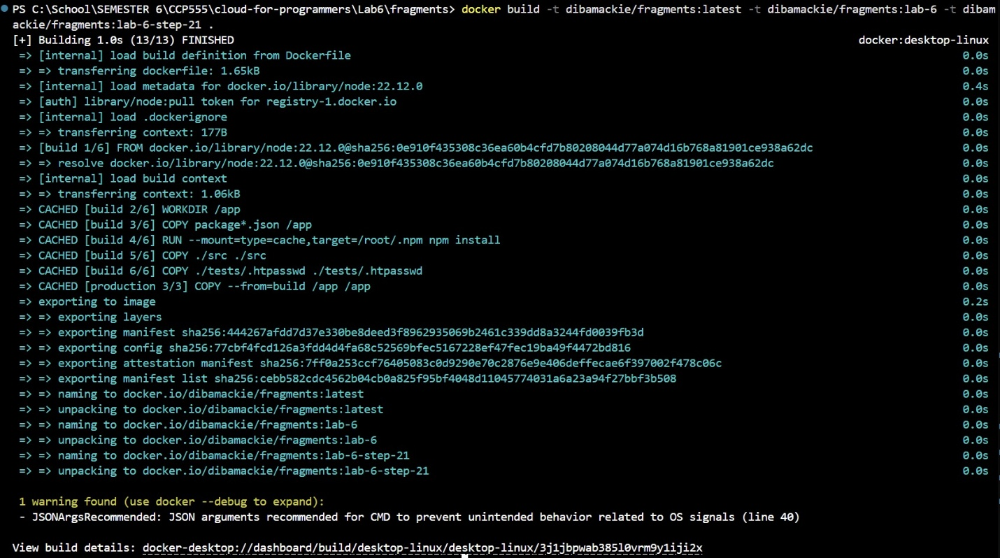 PS C:\School\SEMESTER 6\CCP555\cloud-for-programmers\Lab6\fragments> docker build -t dibamackie/fragments:latest -t dibamackie/fragments:lab-6 -t dibam
ackie/fragments:lab-6-step-21 .
[+] Building 1.0s (13/13) FINISHED docker:desktop-linux
=> [internal] load build definition from Dockerfile 0.0s
=> => transferring dockerfile: 1.65kB 0.0s
=> [internal] load metadata for docker.io/library/node:22.12.0 0.4s
=> [auth] library/node:pull token for registry-1.docker.io 0.0s
=> [internal] load .dockerignore 0.0s
=> => transferring context: 177B 0.0s
=> [build 1/6] FROM docker.io/library/node:22.12.0@sha256:0e910f435308c36ea60b4cfd7b80208044d77a074d16b768a81901ce938a62dc 0.0s
=> => resolve docker.io/library/node:22.12.0@sha256:0e910f435308c36ea60b4cfd7b80208044d77a074d16b768a81901ce938a62dc 0.0s
=> [internal] load build context 0.0s
=> => transferring context: 1.06kB 0.0s
=> CACHED [build 2/6] WORKDIR /app 0.0s
=> CACHED [build 3/6] COPY package*.json /app 0.0s
=> CACHED [build 4/6] RUN --mount=type=cache,target=/root/.npm npm install 0.0s
=> CACHED [build 5/6] COPY ./src ./src 0.0s
=> CACHED [build 6/6] COPY ./tests/.htpasswd ./tests/.htpasswd 0.0s
=> CACHED [production 3/3] COPY --from=build /app /app 0.0s
=> exporting to image 0.2s
=> => exporting layers 0.0s
=> => exporting manifest sha256:444267afdd7d37e330be8deed3f8962935069b2461c339dd8a3244fd0039fb3d 0.0s
=> => exporting config sha256:77cbf4fcd126a3fdd4d4fa68c52569bfec5167228ef47fec19ba49f4472bd816 0.0s
=> => exporting attestation manifest sha256:7ff0a253ccf76405083c0d9290e70c2876e9e406deffecae6f397002f478c06c 0.0s
=> => exporting manifest list sha256:cebb582cdc4562b04cb0a825f95bf4048d11045774031a6a23a94f27bbf3b508 0.0s
=> => naming to docker.io/dibamackie/fragments:latest 0.0s
=> => unpacking to docker.io/dibamackie/fragments:latest 0.0s
=> => naming to docker.io/dibamackie/fragments:lab-6 0.0s
=> => unpacking to docker.io/dibamackie/fragments:lab-6 0.0s
=> => naming to docker.io/dibamackie/fragments:lab-6-step-21 0.0s
=> => unpacking to docker.io/dibamackie/fragments:lab-6-step-21 0.0s
1 warning found (use docker --debug to expand):
- JSONArgsRecommended: JSON arguments recommended for CMD to prevent unintended behavior related to OS signals (line 40)
View build details: docker-desktop://dashboard/build/desktop-linux/desktop-linux/3j1jbpwab385l0vrm9y1iji2x